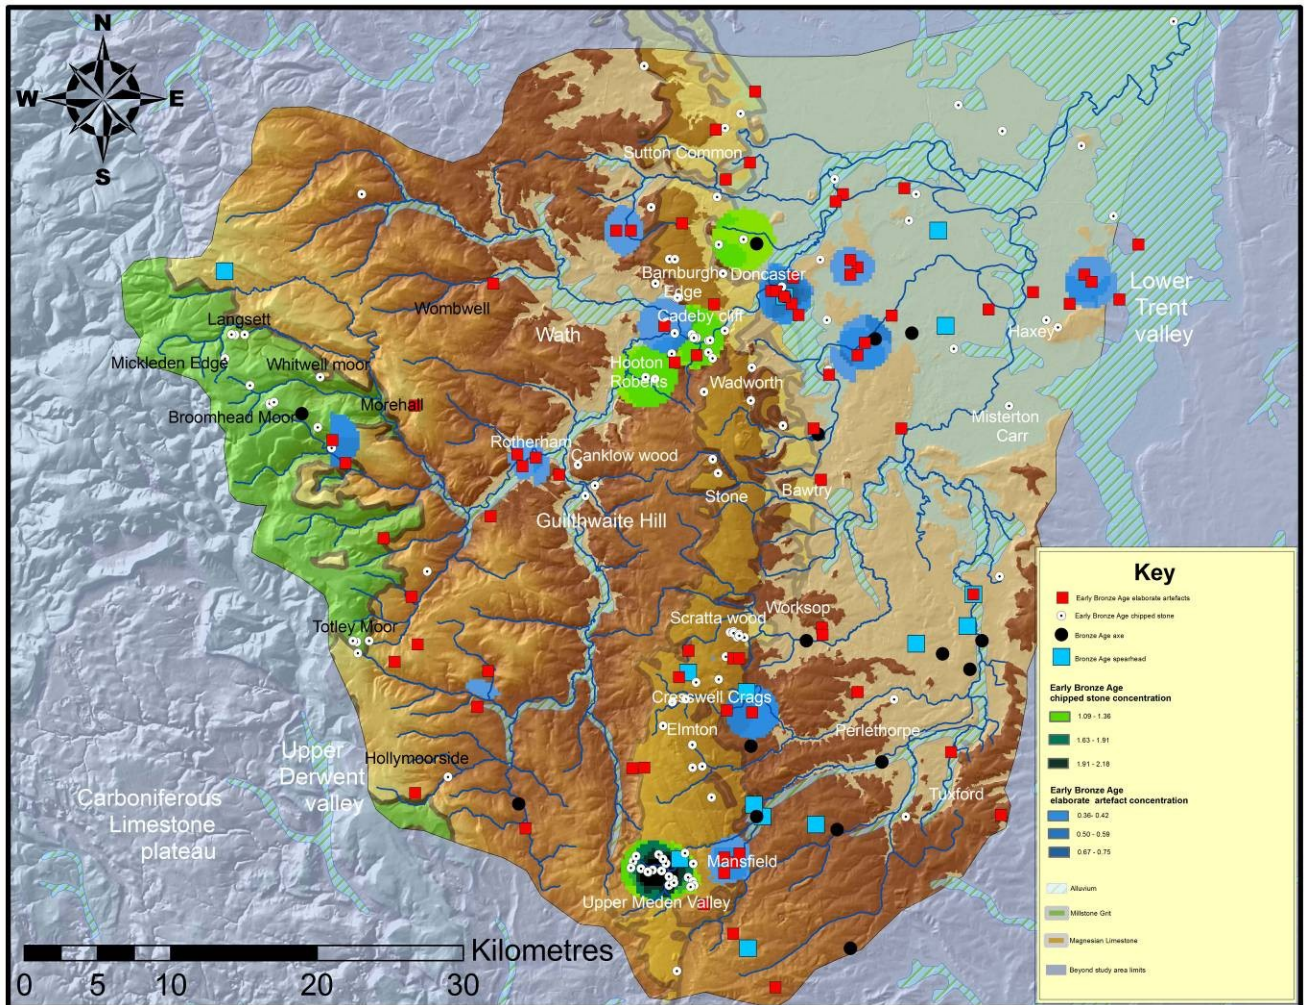 N
W
E
S
Sutton Common
Barnburgh
Edge
Doncaster
Lower
Trent
valley
Wombwell
Cadeby cliff
Langsett
Wath
Haxey
Mickleden Edge
Whitwell moor
Hooton
Roberts
Wadworth
Broomhead Moor
Morehall
Misterton
Carr
Rotherham
Canklow wood
Stone
Bawtry
Guilthwaite Hill
Totley Moor
Scratta wood
Worksop
Cresswell Crags
Elmton
Perlethorpe
Upper
Derwent
valley
Hollymoorside
Tuxford
Carboniferous
Limestone
plateau
Mansfield
Upper Meden Valley
Kilometres
0 5 10 20 30
Key
Early Bronze Age elaborate artefacts
Early Bronze Age chipped stone
Bronze Age axe
Bronze Age spearhead
Early Bronze Age
chipped stone concentration
1.09 - 1.36
1.63 - 1.91
1.91 - 2.18
Early Bronze Age
elaborate artefact concentration
0.36- 0.42
0.50 - 0.59
0.67 - 0.75
Alluvium
Millstone Grit
Magnesian Limestone
Beyond study area limits